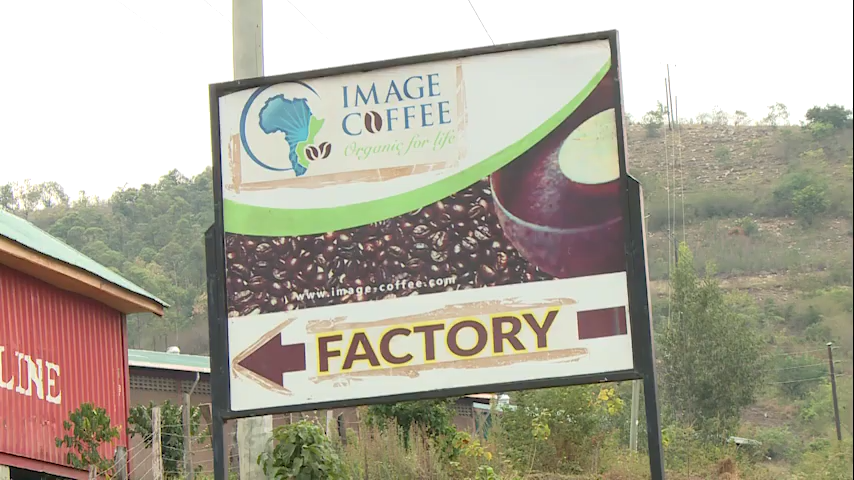 IMAGE
COFFEE
Organic for life
www.image-coffee.com
FACTORY
LINE